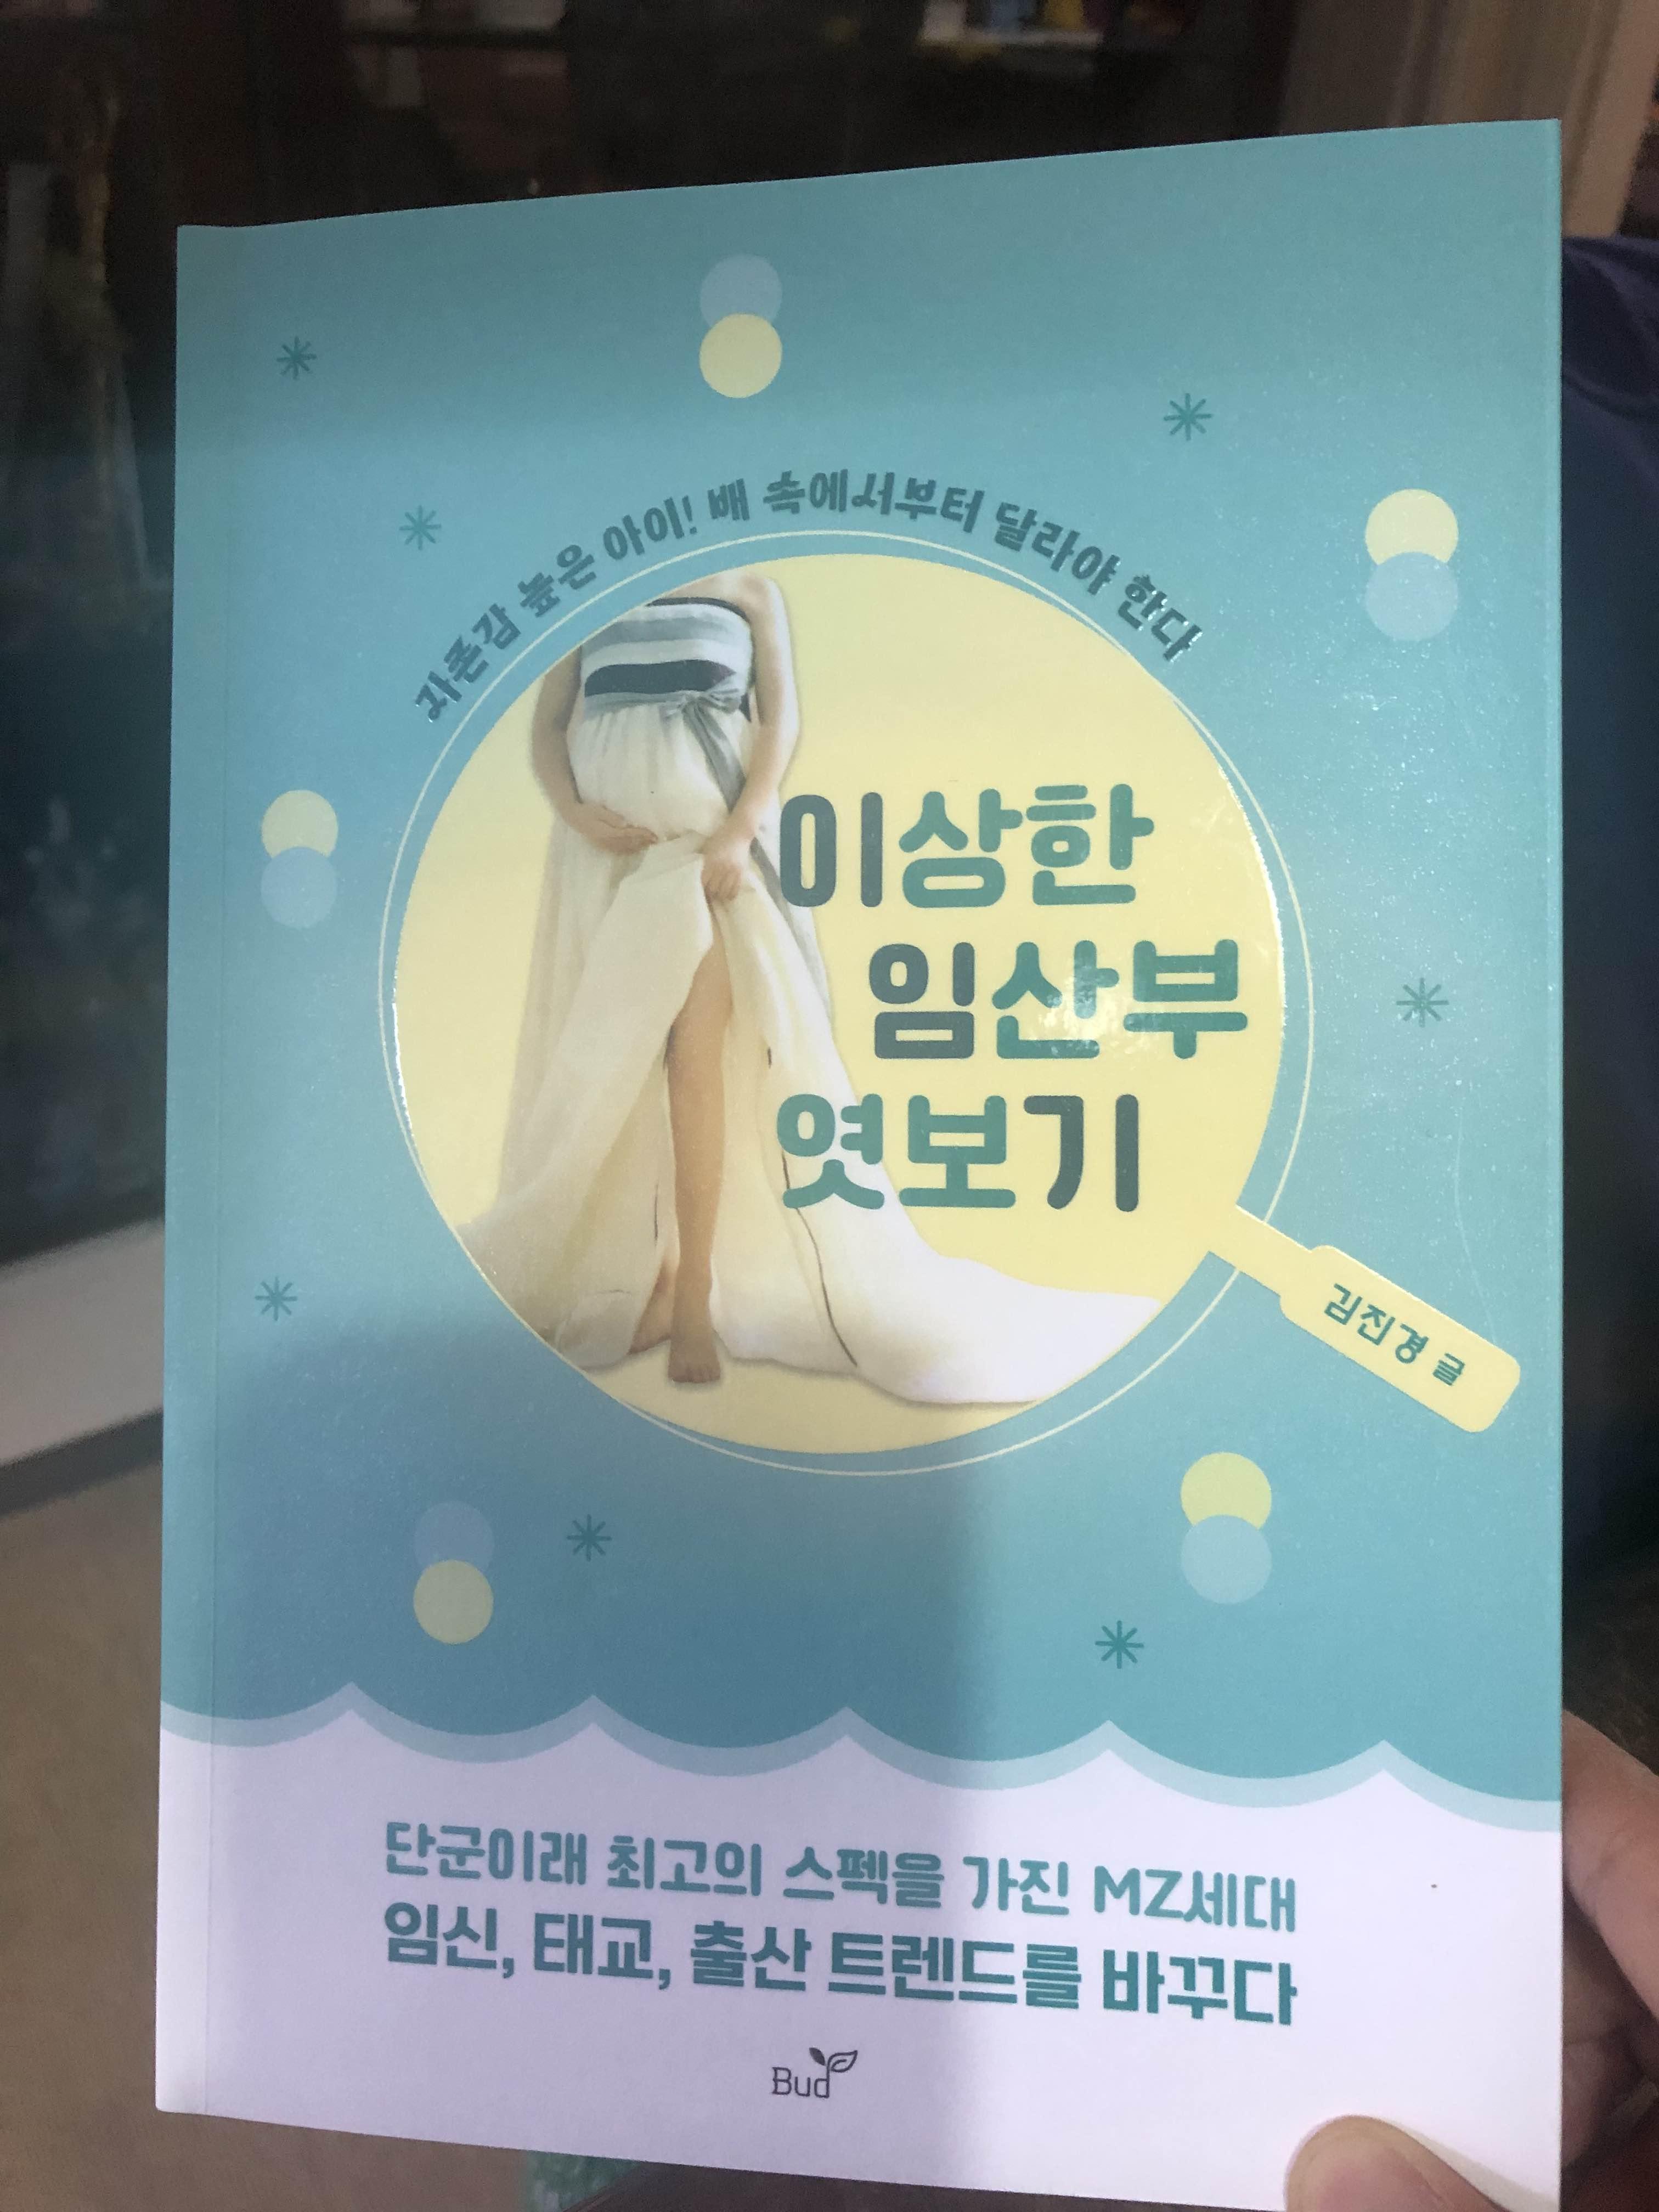 자존감 높은 아이! 배 속에서부터 달라야 한다
이상한
임산부
엿보기
김진경 글
단군이래 최고의 스펙을 가진 MZ세대
임신, 태교, 출산 트렌드를 바꾸다
Bud